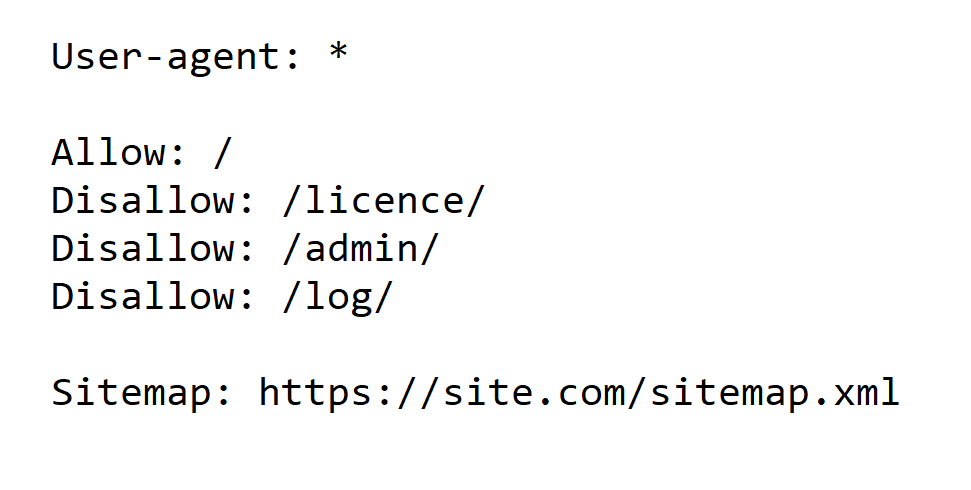 User-agent: *
Allow: /
Disallow: /licence/
Disallow: /admin/
Disallow: /log/
Sitemap: https://site.com/sitemap.xml